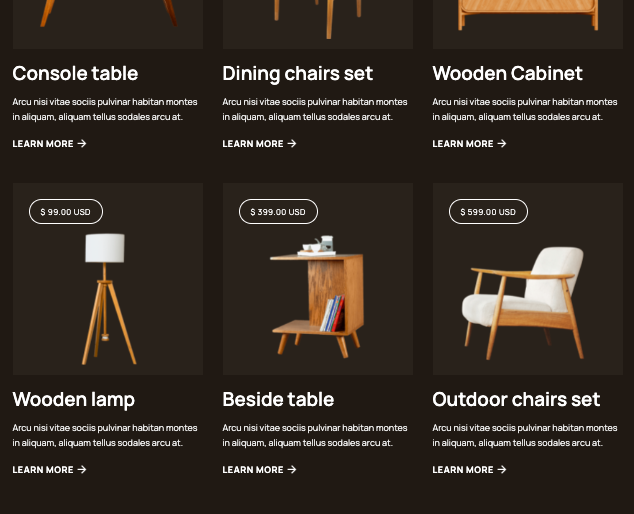 Console table
Arcu nisi vitae sociis pulvinar habitan montes
in aliquam, aliquam tellus sodales arcu at.
LEARN MORE →
Dining chairs set
Arcu nisi vitae sociis pulvinar habitan montes
in aliquam, aliquam tellus sodales arcu at.
LEARN MORE →
Wooden Cabinet
Arcu nisi vitae sociis pulvinar habitan montes
in aliquam, aliquam tellus sodales arcu at.
LEARN MORE →
$ 99.00 USD
Wooden lamp
Arcu nisi vitae sociis pulvinar habitan montes
in aliquam, aliquam tellus sodales arcu at.
LEARN MORE →
$ 399.00 USD
Beside table
Arcu nisi vitae sociis pulvinar habitan montes
in aliquam, aliquam tellus sodales arcu at.
LEARN MORE →
$ 599.00 USD
Outdoor chairs set
Arcu nisi vitae sociis pulvinar habitan montes
in aliquam, aliquam tellus sodales arcu at.
LEARN MORE →